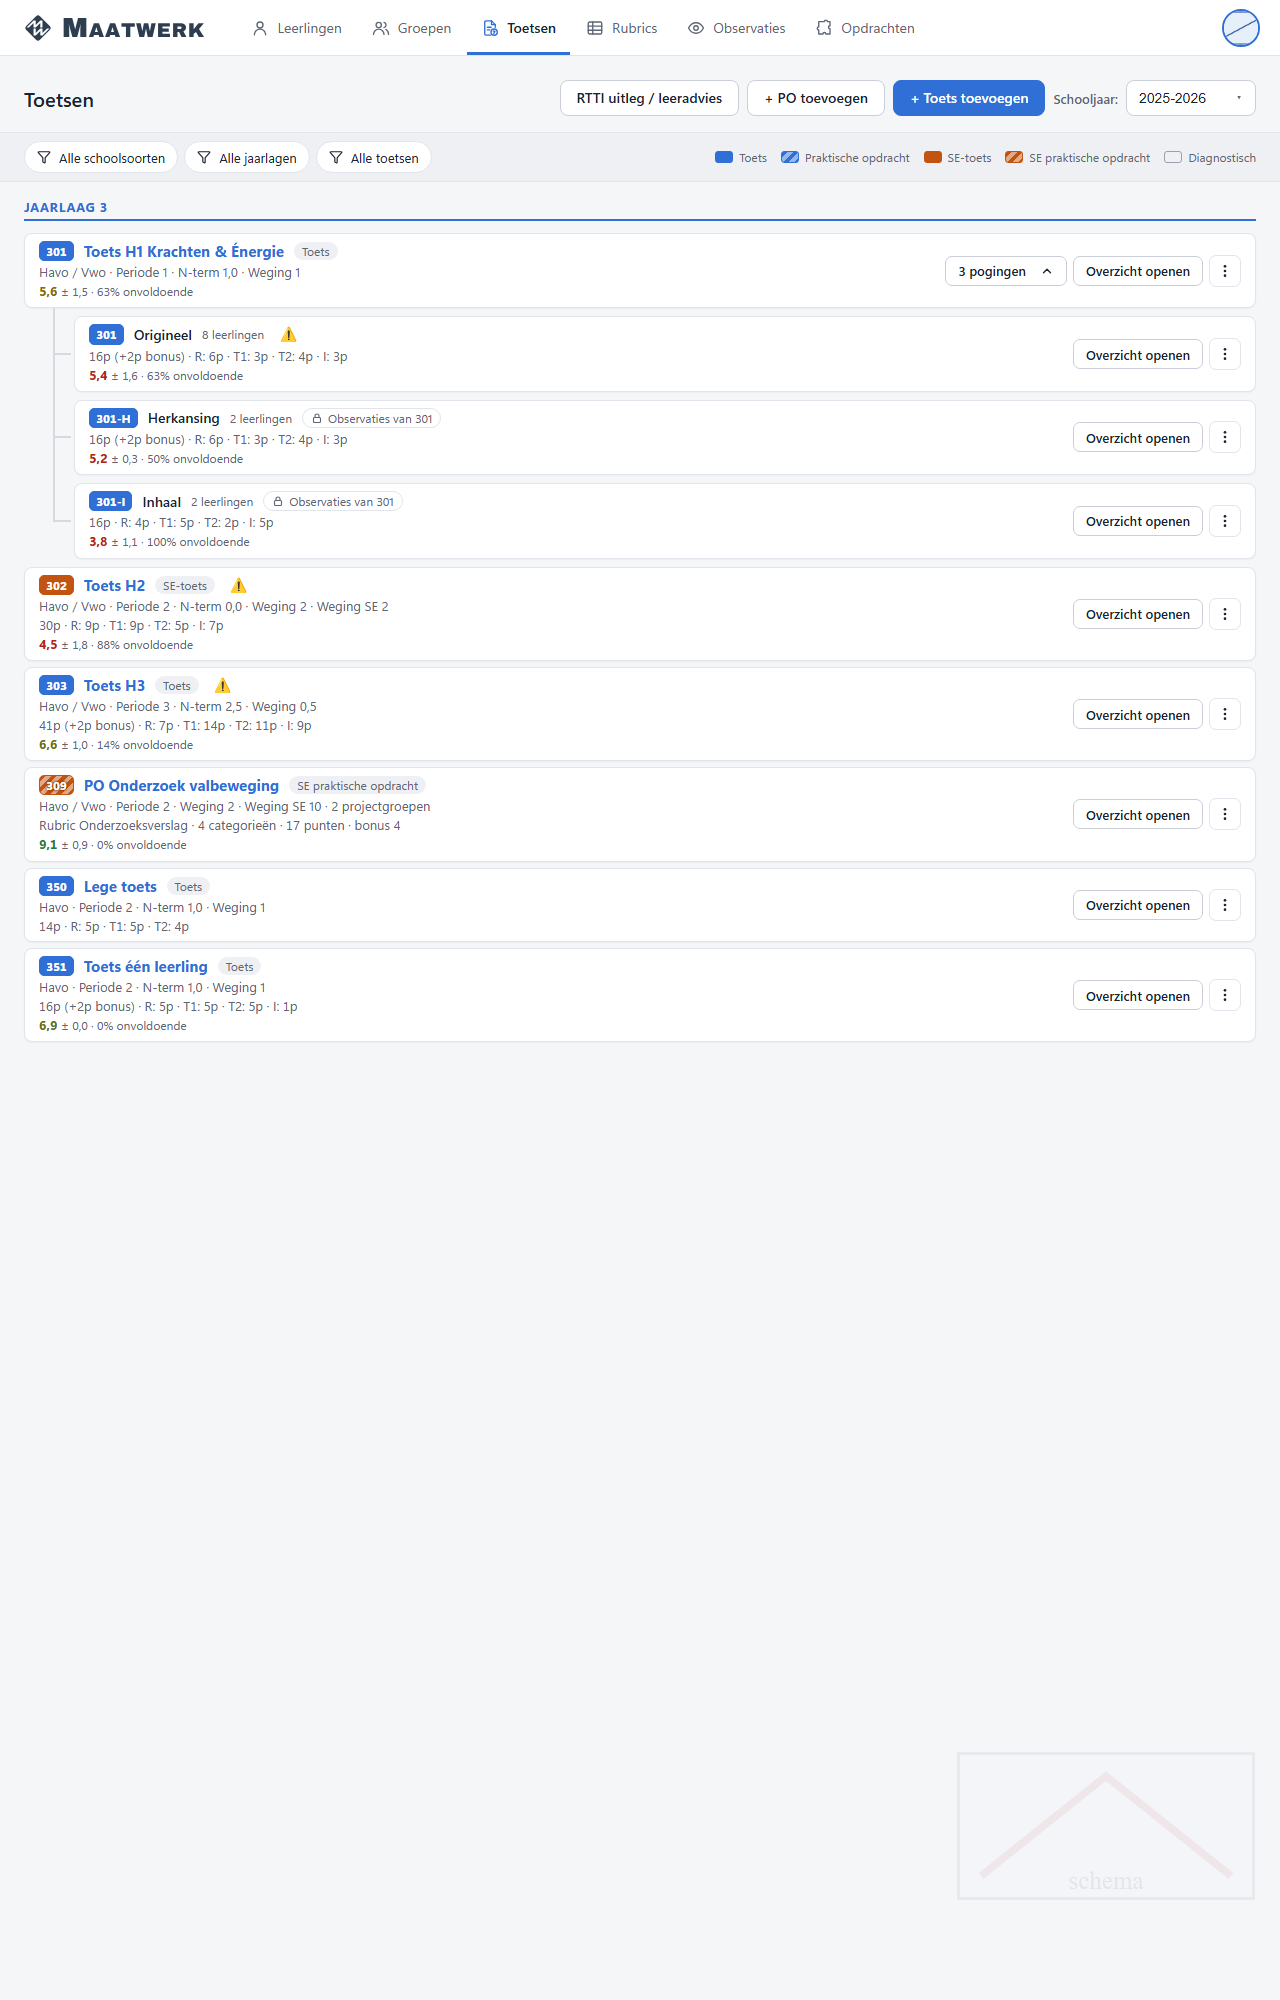 MAATWERK
Leerlingen
Groepen
Toetsen
Rubrics
Observaties
Opdrachten
Toetsen
RTTI uitleg / leeradvies
+ PO toevoegen
+ Toets toevoegen
Schooljaar:
2025-2026
Alle schoolsoorten
Alle jaarlagen
Alle toetsen
Toets
Praktische opdracht
SE-toets
SE praktische opdracht
Diagnostisch
JAARLAAG 3
301 Toets H1 Krachten & Énergie Toets
Havo / Vwo · Periode 1 · N-term 1,0 · Weging 1
5,6 ± 1,5 · 63% onvoldoende
3 pogingen
Overzicht openen
301 Origineel 8 leerlingen
16p (+2p bonus) · R: 6p · T1: 3p · T2: 4p · I: 3p
5,4 ± 1,6 · 63% onvoldoende
Overzicht openen
301-H Herkansing 2 leerlingen Observaties van 301
16p (+2p bonus) · R: 6p · T1: 3p · T2: 4p · I: 3p
5,2 ± 0,3 · 50% onvoldoende
Overzicht openen
301-I Inhaal 2 leerlingen Observaties van 301
16p · R: 4p · T1: 5p · T2: 2p · I: 5p
3,8 ± 1,1 · 100% onvoldoende
Overzicht openen
302 Toets H2 SE-toets
Havo / Vwo · Periode 2 · N-term 0,0 · Weging 2 · Weging SE 2
30p · R: 9p · T1: 9p · T2: 5p · I: 7p
4,5 ± 1,8 · 88% onvoldoende
Overzicht openen
303 Toets H3 Toets
Havo / Vwo · Periode 3 · N-term 2,5 · Weging 0,5
41p (+2p bonus) · R: 7p · T1: 14p · T2: 11p · I: 9p
6,6 ± 1,0 · 14% onvoldoende
Overzicht openen
309 PO Onderzoek valbeweging SE praktische opdracht
Havo / Vwo · Periode 2 · Weging 2 · Weging SE 10 · 2 projectgroepen
Rubric Onderzoeksverslag · 4 categorieën · 17 punten · bonus 4
9,1 ± 0,9 · 0% onvoldoende
Overzicht openen
350 Lege toets Toets
Havo · Periode 2 · N-term 1,0 · Weging 1
14p · R: 5p · T1: 5p · T2: 4p
Overzicht openen
351 Toets één leerling Toets
Havo · Periode 2 · N-term 1,0 · Weging 1
16p (+2p bonus) · R: 5p · T1: 5p · T2: 5p · I: 1p
6,9 ± 0,0 · 0% onvoldoende
Overzicht openen
schema